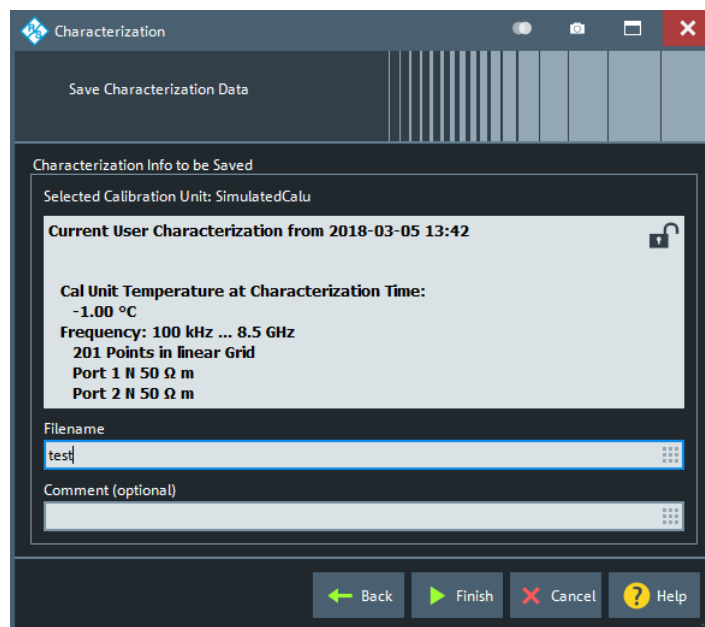 Characterization
Save Characterization Data
Characterization Info to be Saved
Selected Calibration Unit: SimulatedCalu
Current User Characterization from 2018-03-05 13:42
Cal Unit Temperature at Characterization Time:
-1.00 °C
Frequency: 100 kHz ... 8.5 GHz
201 Points in linear Grid
Port 1 N 50 Ω m
Port 2 N 50 Ω m
Filename
test
Comment (optional)
Back Finish Cancel ? Help